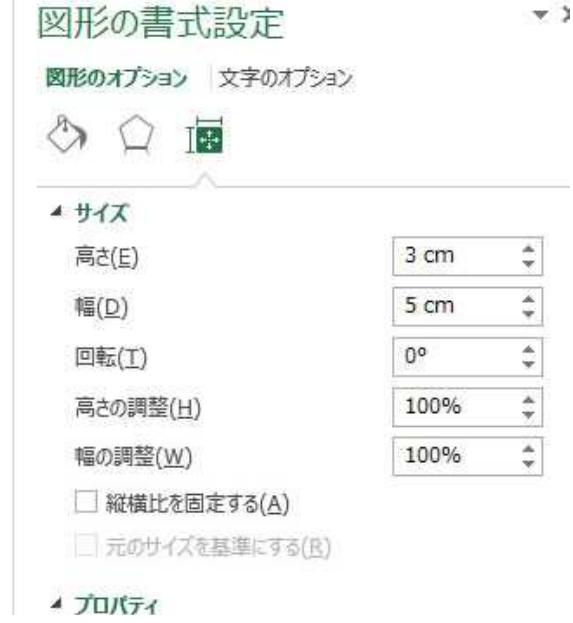 図形の書式設定
図形のオプション 文字のオプション
サイズ
高さ(E) 3 cm
幅(D) 5 cm
回転(T) 0°
高さの調整(H) 100%
幅の調整(W) 100%
縦横比を固定する(A)
元のサイズを基準にする(R)
プロパティ